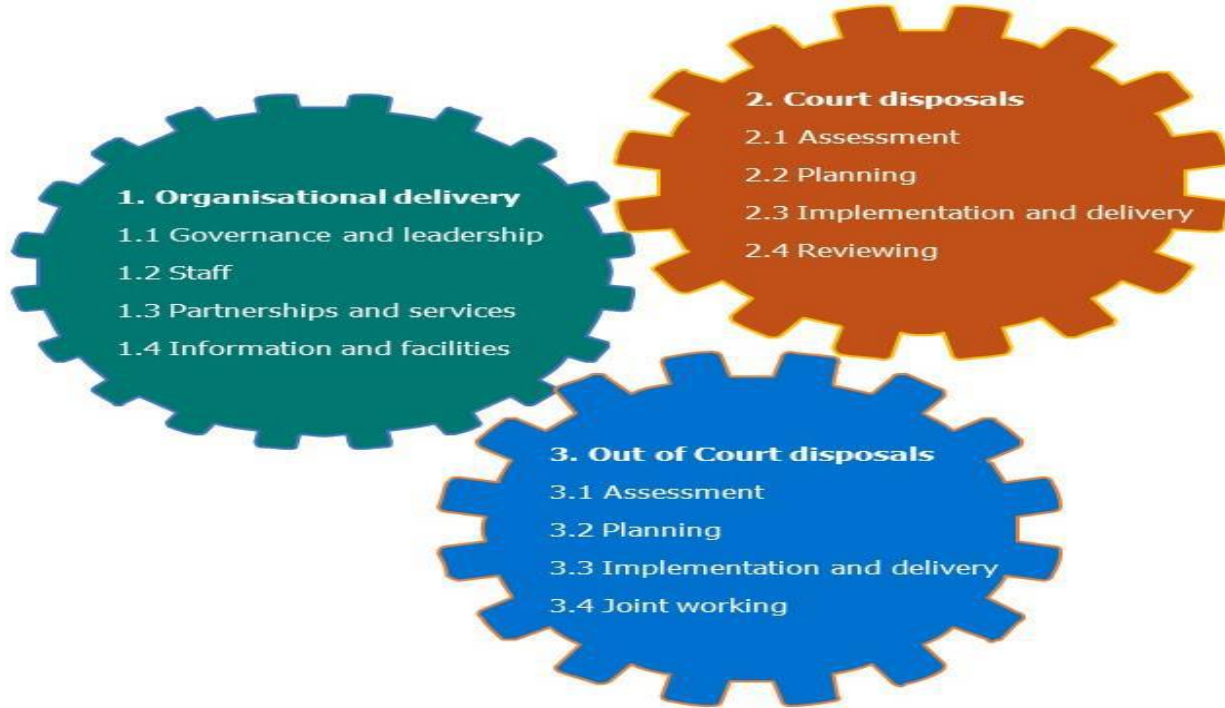 1. Organisational delivery
1.1 Governance and leadership
1.2 Staff
1.3 Partnerships and services
1.4 Information and facilities
2. Court disposals
2.1 Assessment
2.2 Planning
2.3 Implementation and delivery
2.4 Reviewing
3. Out of Court disposals
3.1 Assessment
3.2 Planning
3.3 Implementation and delivery
3.4 Joint working